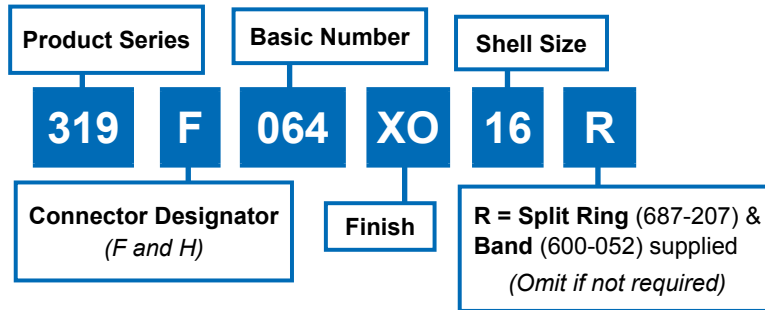 Product Series
Basic Number
Shell Size
319 F 064 XO 16 R
Connector Designator
(F and H)
Finish
R = Split Ring (687-207) &
Band (600-052) supplied
(Omit if not required)